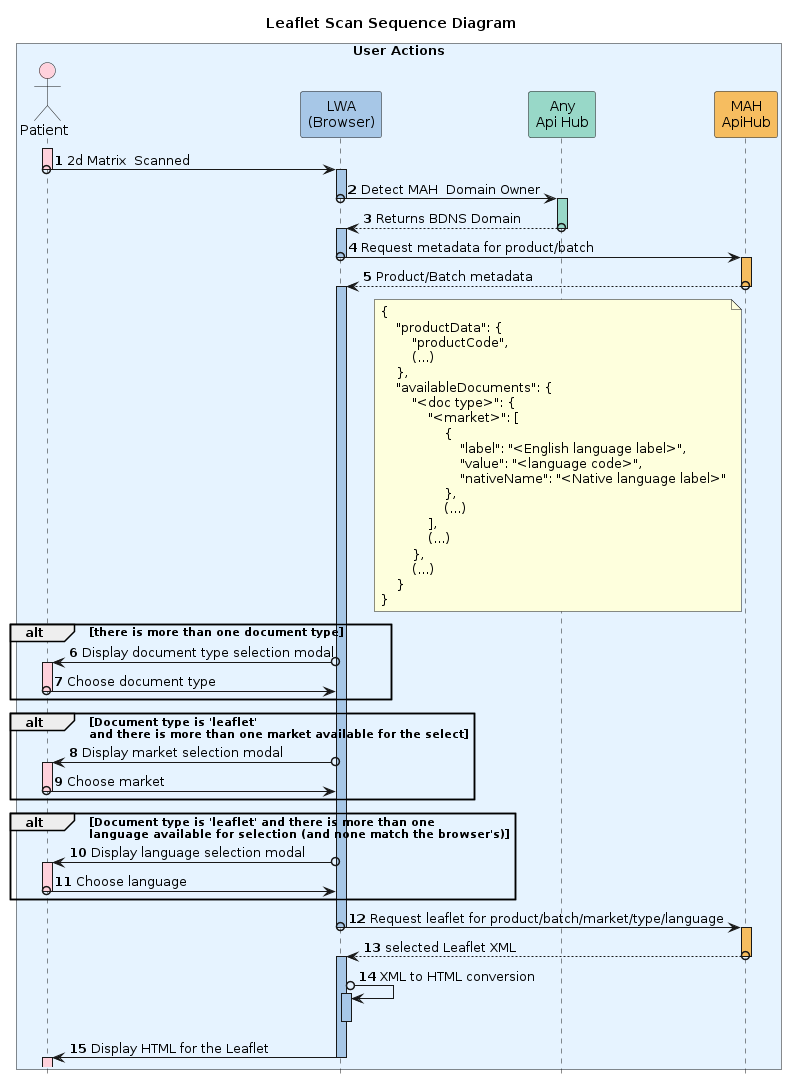 Leaflet Scan Sequence Diagram
User Actions
Patient
LWA
(Browser)
Any
Api Hub
MAH
ApiHub
1 2d Matrix  Scanned
2 Detect MAH  Domain Owner
3 Returns BDNS Domain
4 Request metadata for product/batch
5 Product/Batch metadata
{
    "productData": {
        "productCode",
        (...)
    },
    "availableDocuments": {
        "<doc type>": {
            "<market>": [
                {
                    "label": "<English language label>",
                    "value": "<language code>",
                    "nativeName": "<Native language label>"
                },
                (...)
            ],
            (...)
        },
        (...)
    }
}
alt [there is more than one document type]
6 Display document type selection modal
7 Choose document type
alt [Document type is 'leaflet'
and there is more than one market available for the select]
8 Display market selection modal
9 Choose market
alt [Document type is 'leaflet' and there is more than one
language available for selection (and none match the browser's)]
10 Display language selection modal
11 Choose language
12 Request leaflet for product/batch/market/type/language
13 selected Leaflet XML
14 XML to HTML conversion
15 Display HTML for the Leaflet